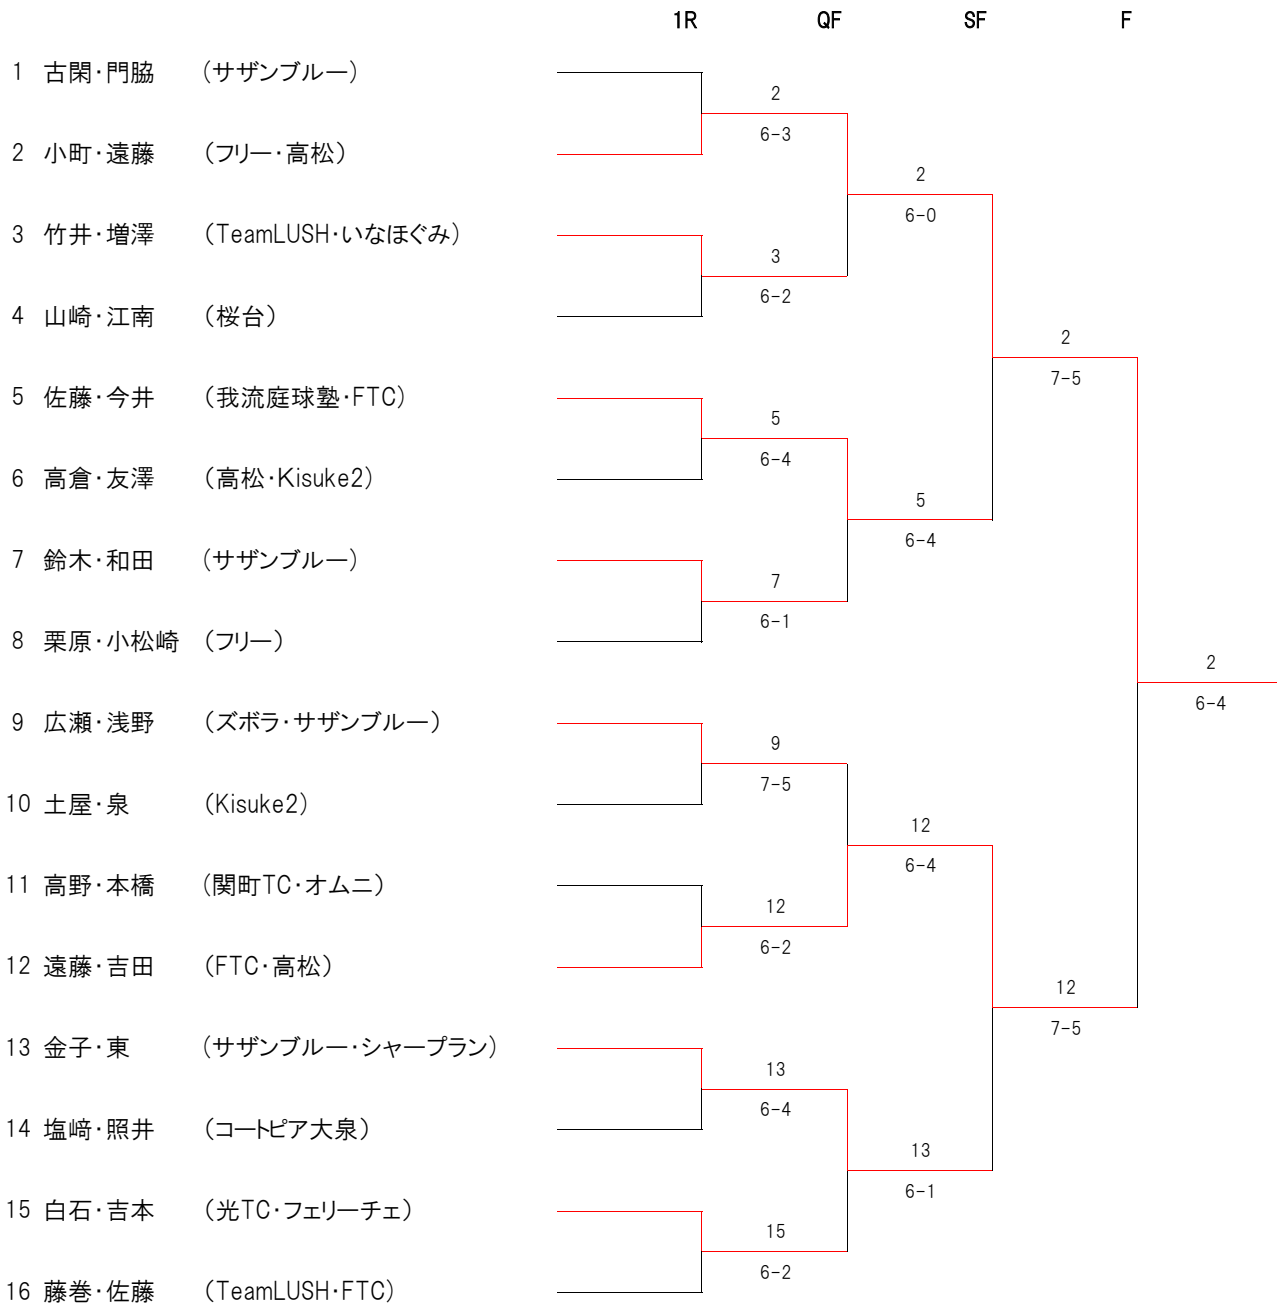 1R QF SF F
1 古閑・門脇 （サザンブルー）
2
6-3
2 小町・遠藤 （フリー・高松）
2
6-0
3 竹井・増澤 （TeamLUSH・いなほぐみ）
3
6-2
4 山崎・江南 （桜台）
2
7-5
5 佐藤・今井 （我流庭球塾・FTC）
5
6-4
6 高倉・友澤 （高松・Kisuke2）
5
6-4
7 鈴木・和田 （サザンブルー）
7
6-1
8 栗原・小松崎 （フリー）
2
6-4
9 広瀬・浅野 （ズボラ・サザンブルー）
9
7-5
10 土屋・泉 （Kisuke2）
12
6-4
11 高野・本橋 （関町TC・オムニ）
12
6-2
12 遠藤・吉田 （FTC・高松）
12
7-5
13 金子・東 （サザンブルー・シャープラン）
13
6-4
14 塩﨑・照井 （コートピア大泉）
13
6-1
15 白石・吉本 （光TC・フェリーチェ）
15
6-2
16 藤巻・佐藤 （TeamLUSH・FTC）